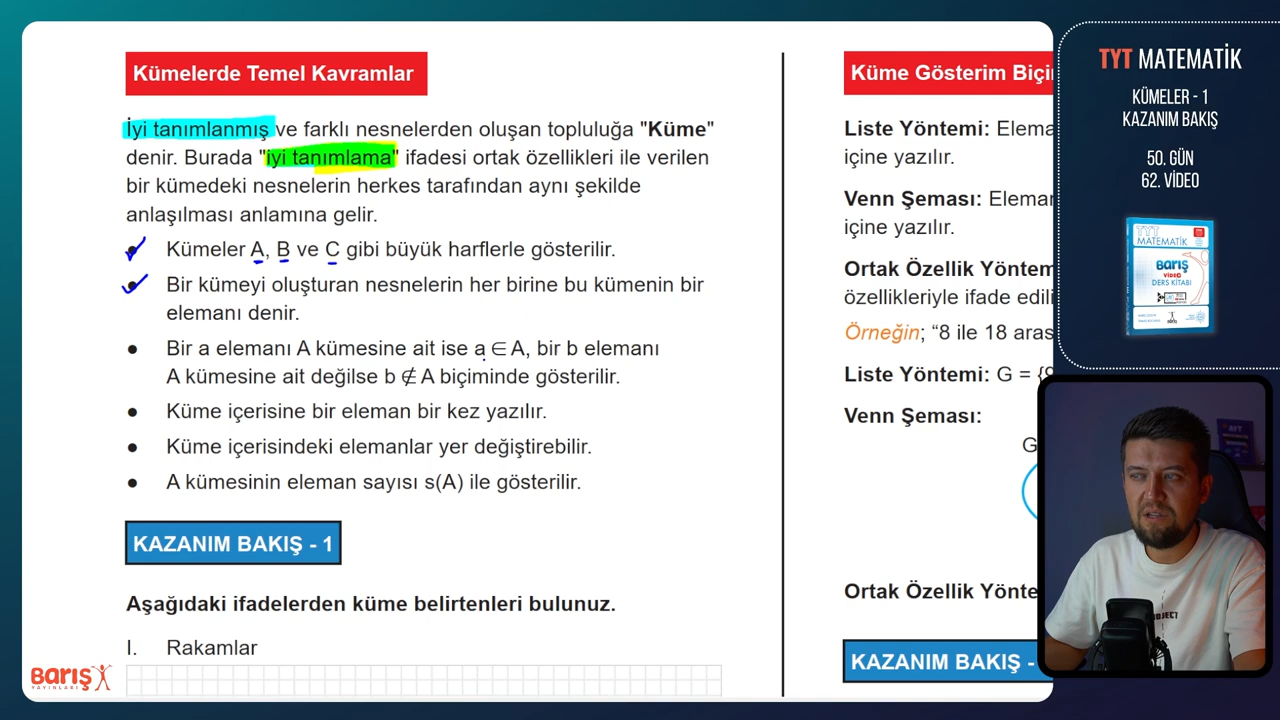 Kümelerde Temel Kavramlar
İyi tanımlanmış ve farklı nesnelerden oluşan topluluğa "Küme"
denir. Burada "iyi tanımlama" ifadesi ortak özellikleri ile verilen
bir kümedeki nesnelerin herkes tarafından aynı şekilde
anlaşılması anlamına gelir.
● Kümeler A, B ve C gibi büyük harflerle gösterilir.
● Bir kümeyi oluşturan nesnelerin her birine bu kümenin bir
elemanı denir.
● Bir a elemanı A kümesine ait ise a ∈ A, bir b elemanı
A kümesine ait değilse b ∉ A biçiminde gösterilir.
● Küme içerisine bir eleman bir kez yazılır.
● Küme içerisindeki elemanlar yer değiştirebilir.
● A kümesinin eleman sayısı s(A) ile gösterilir.
KAZANIM BAKIŞ - 1
Aşağıdaki ifadelerden küme belirtenleri bulunuz.
I. Rakamlar
BARIŞ
YAYINLARI
Küme Gösterim Biçi
Liste Yöntemi: Elema
içine yazılır.
Venn Şeması: Eleman
içine yazılır.
Ortak Özellik Yöntem
özellikleriyle ifade edili
Örneğin; “8 ile 18 aras
Liste Yöntemi: G = {9
Venn Şeması:
G
Ortak Özellik Yönte
KAZANIM BAKIŞ -
TYT MATEMATİK
KÜMELER - 1
KAZANIM BAKIŞ
50. GÜN
62. VİDEO
TYT
MATEMATİK
BARIŞ
VİDEO
DERS KİTABI